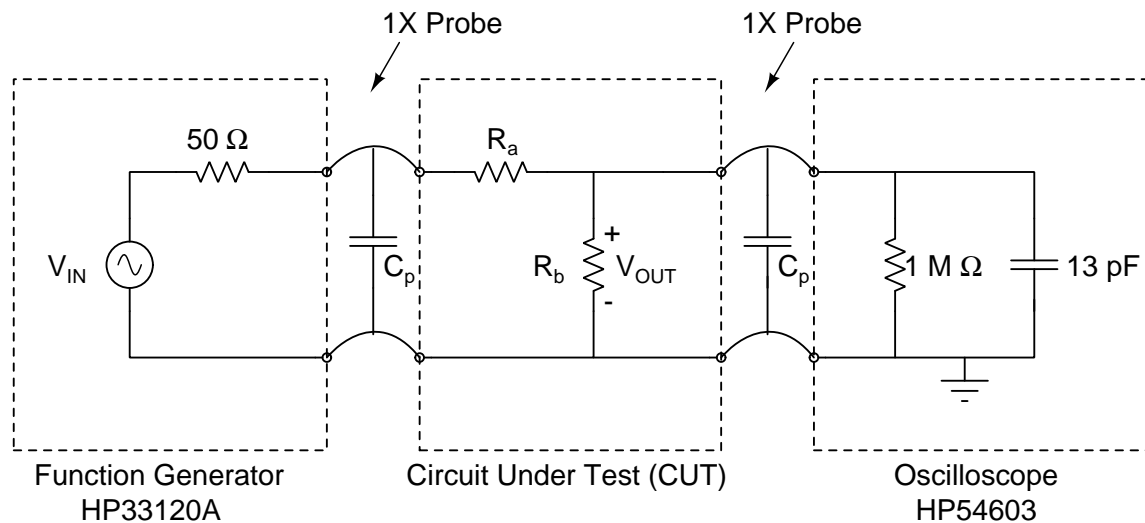 1X Probe
1X Probe
50 Ω
Rₐ
V_IN
C_p
R_b
+
V_OUT
-
C_p
1 M Ω
13 pF
Function Generator
HP33120A
Circuit Under Test (CUT)
Oscilloscope
HP54603